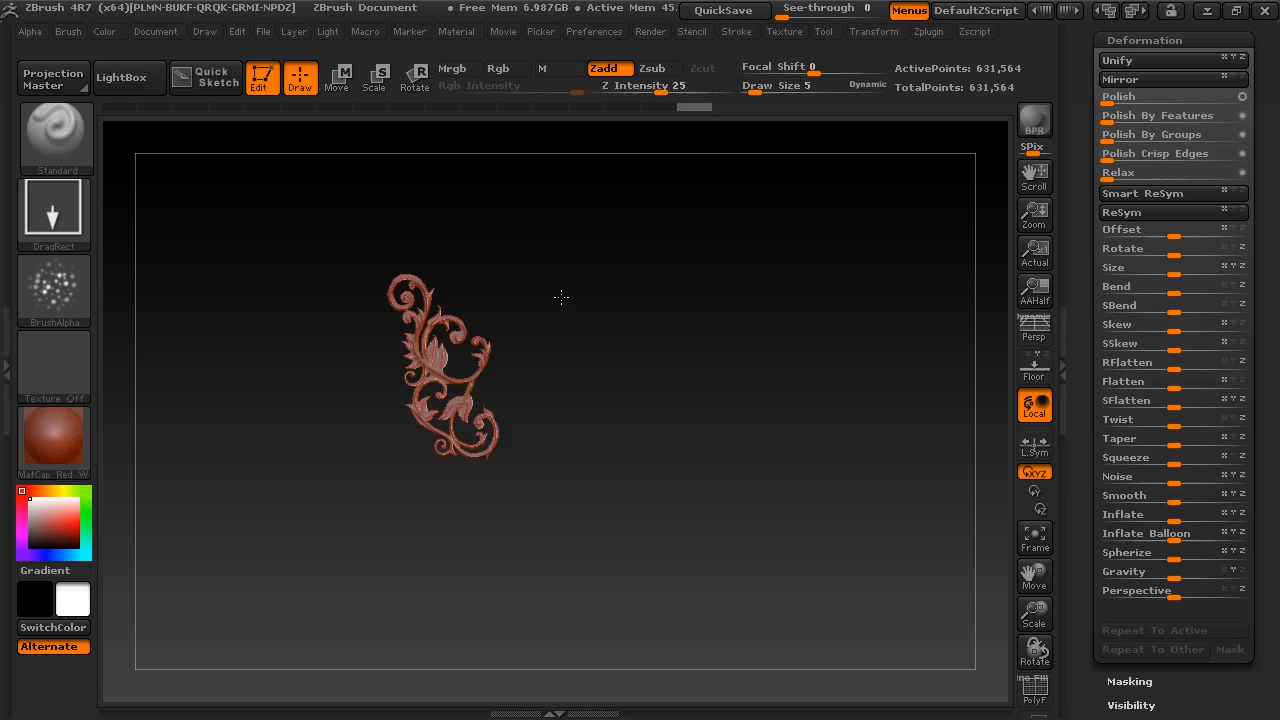 ZBrush 4R7 (x64)[PLMN-BUKF-QRQK-GRMI-NPDZ] ZBrush Document • Free Mem 6.987GB • Active Mem 45 QuickSave See-through 0 Menus DefaultZScript
Alpha Brush Color Document Draw Edit File Layer Light Macro Marker Material Movie Picker Preferences Render Stencil Stroke Texture Tool Transform Zplugin Zscript
Projection Master
LightBox
Quick Sketch
Edit
Draw
Move
Scale
Rotate
Mrgb Rgb M Zadd Zsub Zcut
Rgb Intensity Z Intensity 25
Focal Shift 0
Draw Size 5 Dynamic
ActivePoints: 631,564
TotalPoints: 631,564
Standard
DragRect
BrushAlpha
Texture Off
MatCap Red W
Gradient
SwitchColor
Alternate
BPR
SPix
Scroll
Zoom
Actual
AAHalf
Dynamic
Persp
Floor
Local
L.Sym
XYZ
Y
Z
Frame
Move
Scale
Rotate
PolyF
Deformation
Unify
Mirror
Polish
Polish By Features
Polish By Groups
Polish Crisp Edges
Relax
Smart ReSym
ReSym
Offset
Rotate
Size
Bend
SBend
Skew
SSkew
RFlatten
Flatten
SFlatten
Twist
Taper
Squeeze
Noise
Smooth
Inflate
Inflate Balloon
Spherize
Gravity
Perspective
Repeat To Active
Repeat To Other Mask
Masking
Visibility